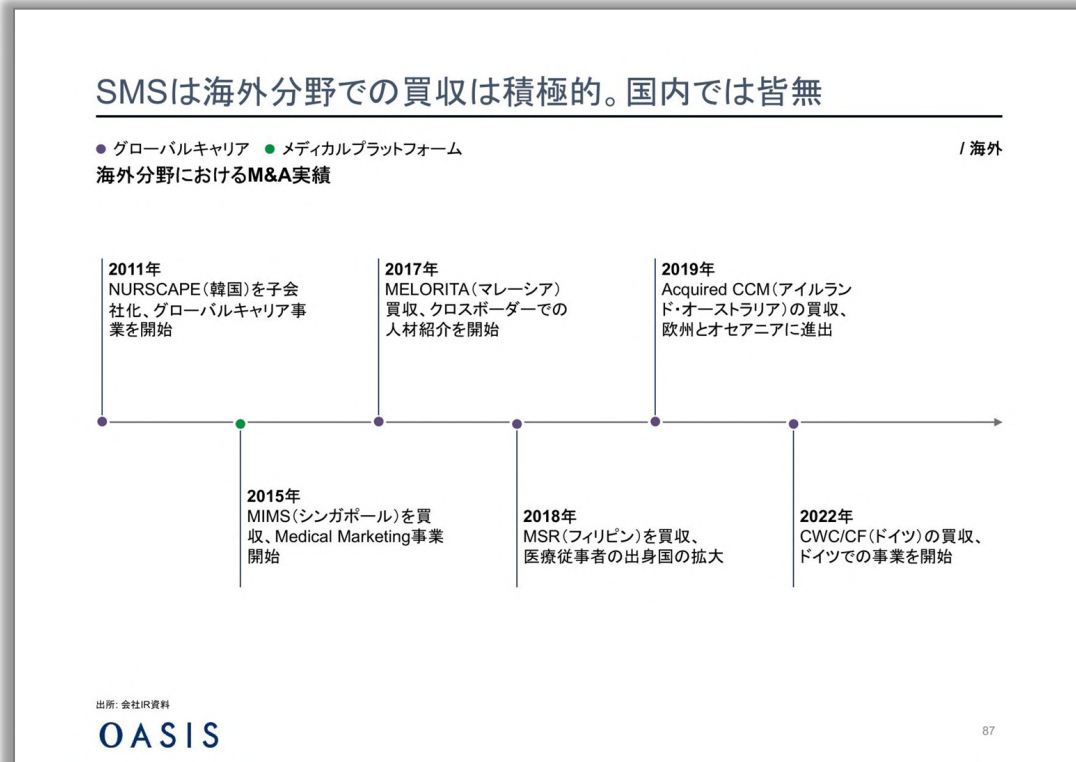 SMSは海外分野での買収は積極的。国内では皆無
グローバルキャリア メディカルプラットフォーム
/ 海外
海外分野におけるM&A実績
2011年
NURSCAPE（韓国）を子会
社化、グローバルキャリア事
業を開始
2017年
MELORITA（マレーシア）
買収、クロスボーダーでの
人材紹介を開始
2019年
Acquired CCM（アイルラン
ド・オーストラリア）の買収、
欧州とオセアニアに進出
2015年
MIMS（シンガポール）を買
収、Medical Marketing事業
開始
2018年
MSR（フィリピン）を買収、
医療従事者の出身国の拡大
2022年
CWC/CF（ドイツ）の買収、
ドイツでの事業を開始
出所: 会社IR資料
OASIS
87